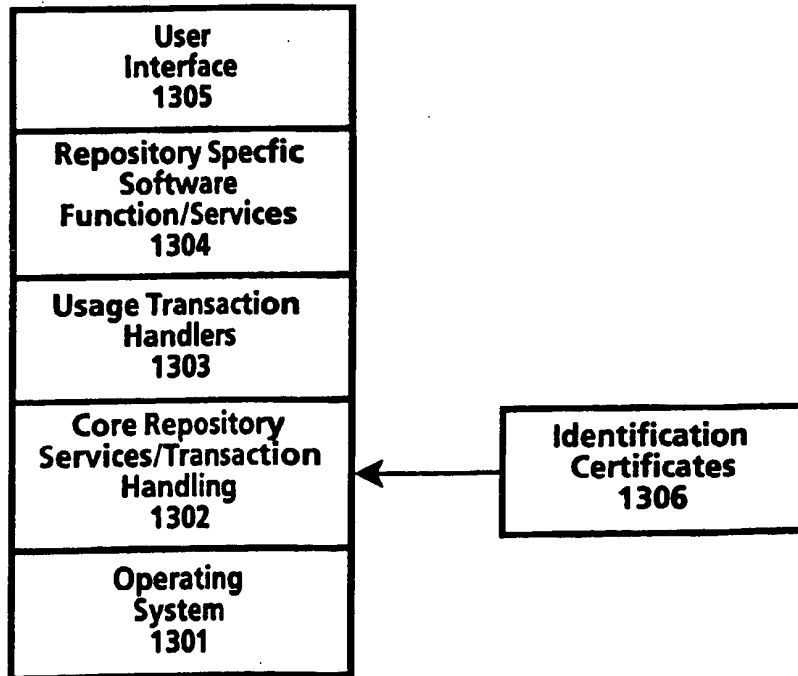 User
Interface
1305
Repository Specfic
Software
Function/Services
1304
Usage Transaction
Handlers
1303
Core Repository
Services/Transaction
Handling
1302
Identification
Certificates
1306
Operating
System
1301